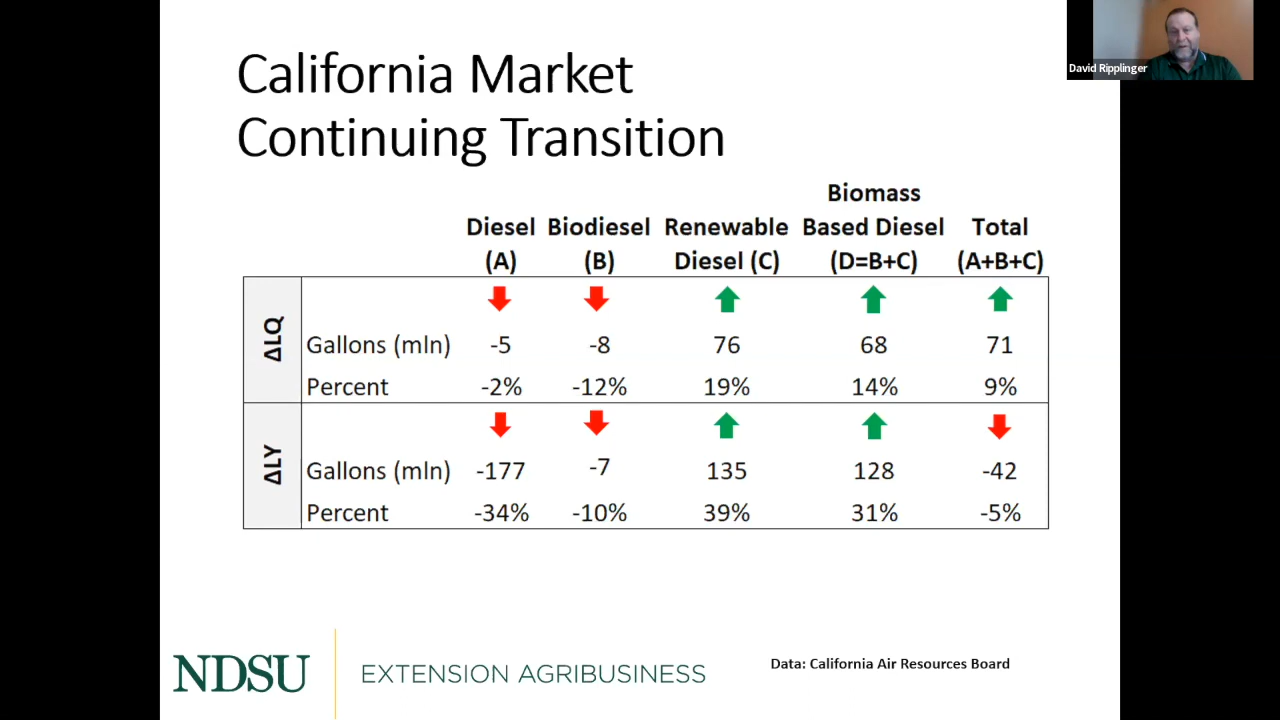 David Ripplinger
California Market
Continuing Transition
Diesel (A) Biodiesel (B) Renewable Diesel (C) Biomass Based Diesel (D=B+C) Total (A+B+C)
ΔLQ
Gallons (mln) -5 -8 76 68 71
Percent -2% -12% 19% 14% 9%
ΔLY
Gallons (mln) -177 -7 135 128 -42
Percent -34% -10% 39% 31% -5%
NDSU EXTENSION AGRIBUSINESS
Data: California Air Resources Board